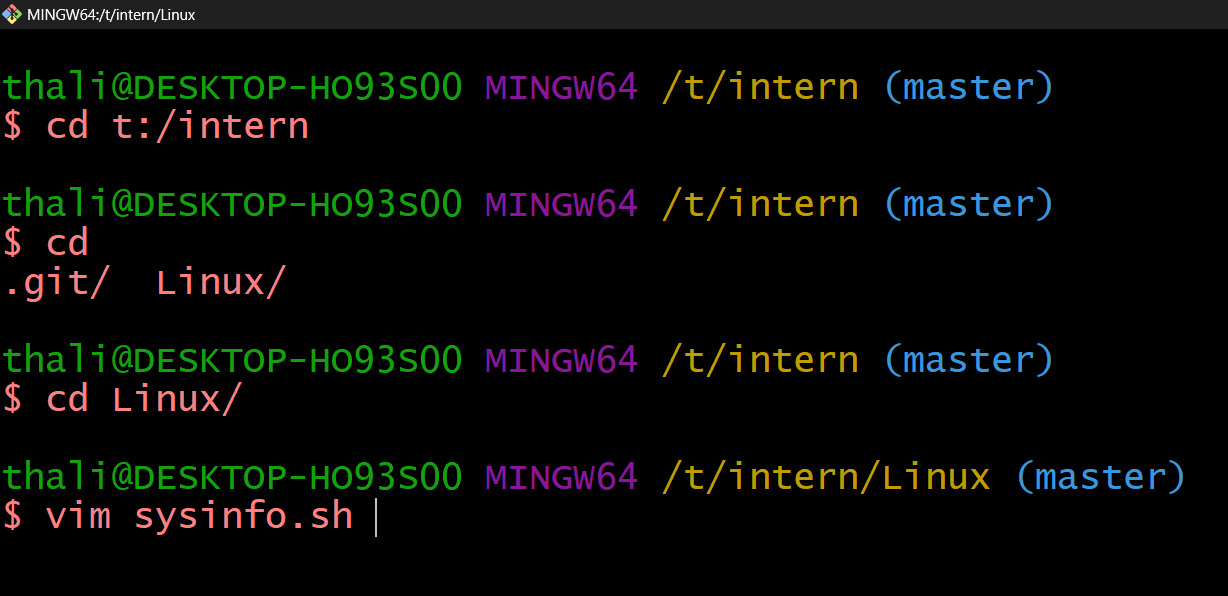 MINGW64:/t/intern/Linux
thali@DESKTOP-HO93SOO MINGW64 /t/intern (master)
$ cd t:/intern
thali@DESKTOP-HO93SOO MINGW64 /t/intern (master)
$ cd
.git/  Linux/
thali@DESKTOP-HO93SOO MINGW64 /t/intern (master)
$ cd Linux/
thali@DESKTOP-HO93SOO MINGW64 /t/intern/Linux (master)
$ vim sysinfo.sh